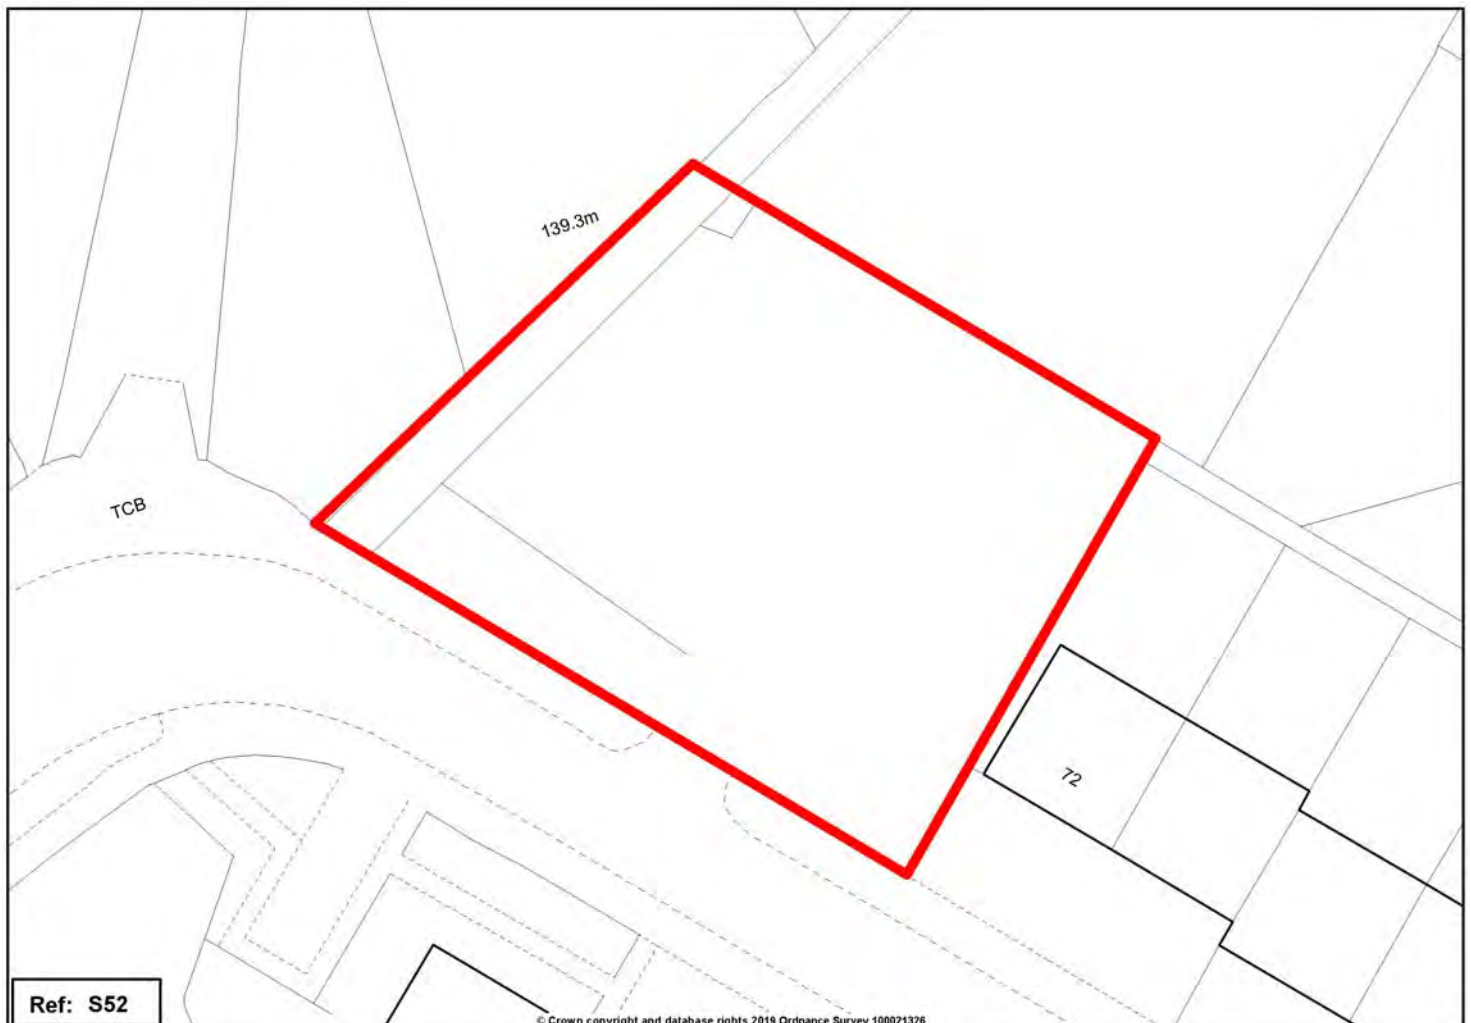 139.3m
TCB
72
Ref: S52
© Crown copyright and database rights 2019 Ordnance Survey 100021326